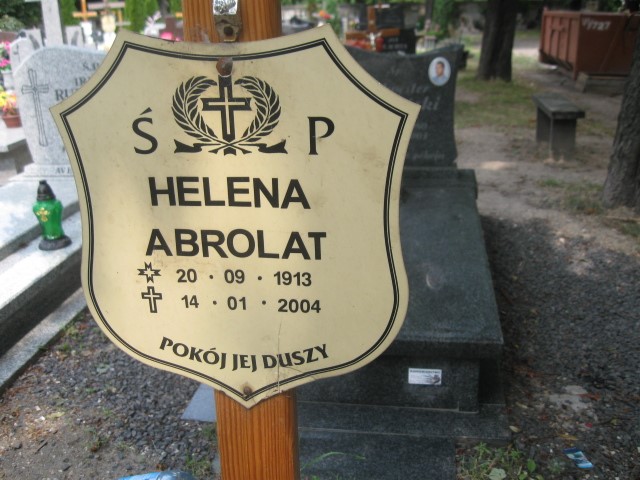 Ś P
HELENA
ABROLAT
20 · 09 · 1913
14 · 01 · 2004
POKÓJ JEJ DUSZY